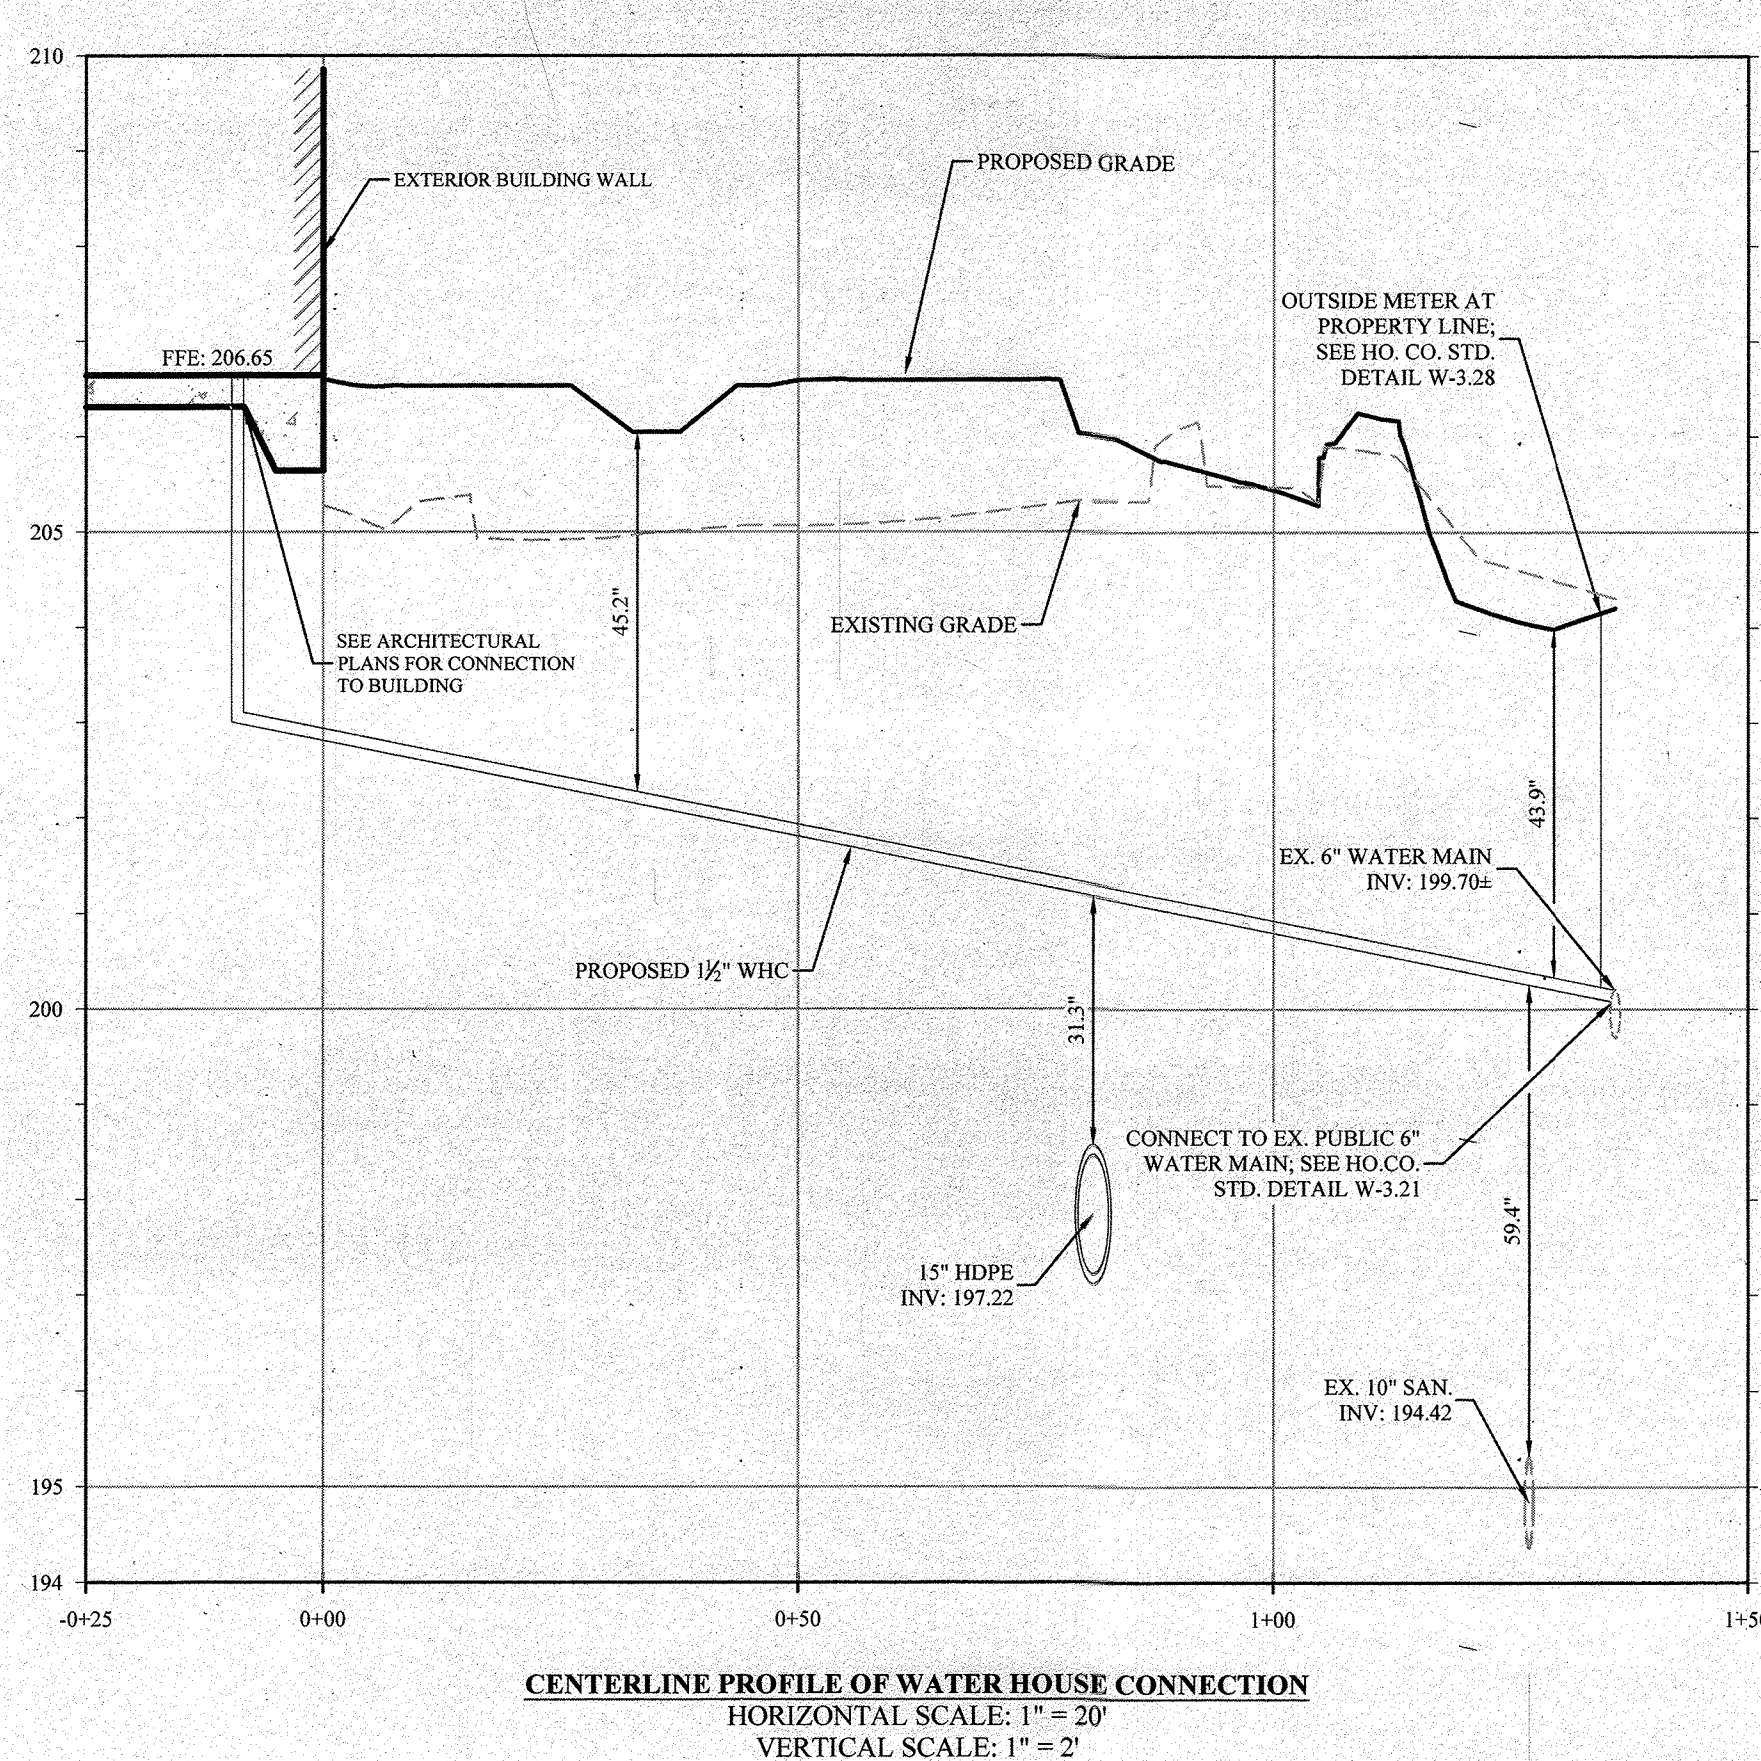 210
EXTERIOR BUILDING WALL
PROPOSED GRADE
OUTSIDE METER AT
PROPERTY LINE;
SEE HO. CO. STD.
DETAIL W-3.28
FFE: 206.65
205
45.2"
EXISTING GRADE
SEE ARCHITECTURAL
PLANS FOR CONNECTION
TO BUILDING
43.9"
EX. 6" WATER MAIN
INV: 199.70±
PROPOSED 1½" WHC
200
31.3"
CONNECT TO EX. PUBLIC 6"
WATER MAIN; SEE HO.CO.
STD. DETAIL W-3.21
59.4"
15" HDPE
INV: 197.22
EX. 10" SAN.
INV: 194.42
195
194
-0+25 0+00 0+50 1+00
CENTERLINE PROFILE OF WATER HOUSE CONNECTION
HORIZONTAL SCALE: 1" = 20'
VERTICAL SCALE: 1" = 2'